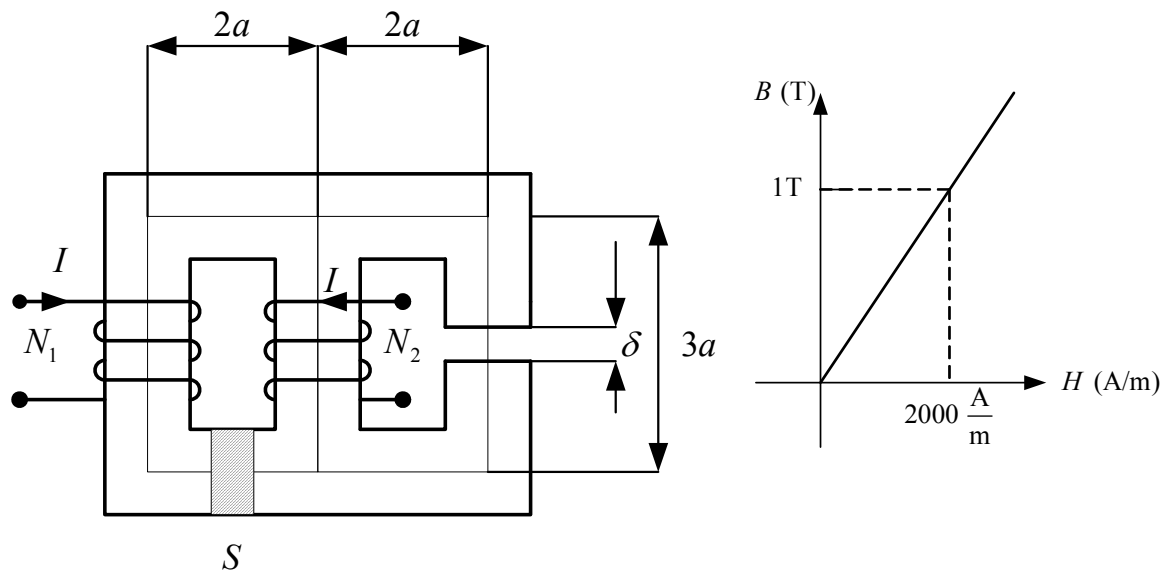 2a
2a
I
N₁
I
N₂
δ
3a
S
B (T)
1T
2000 A/m
H (A/m)